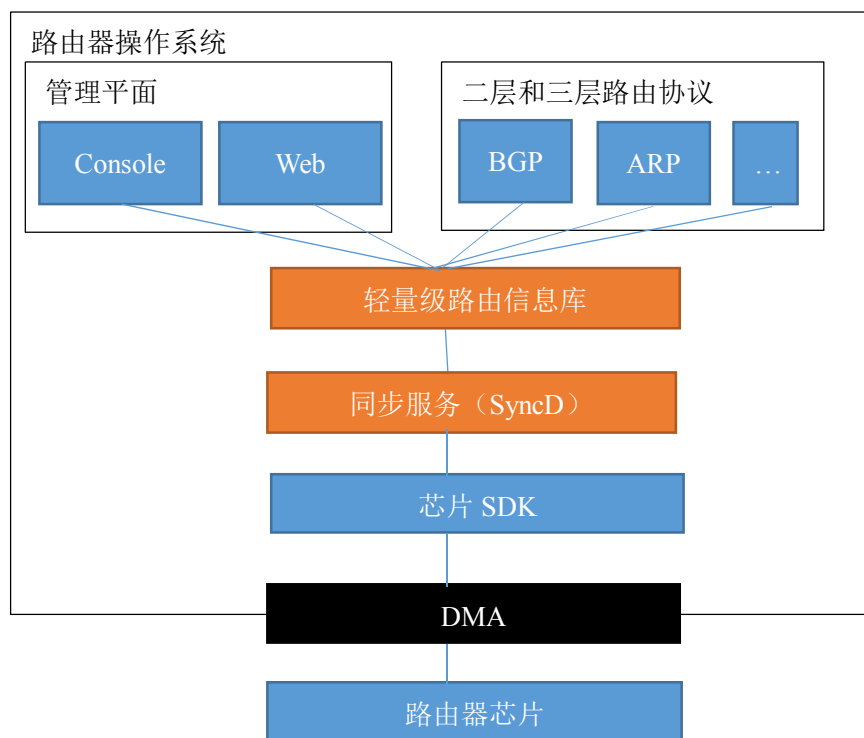 路由器操作系统
管理平面
二层和三层路由协议
Console
Web
BGP
ARP
…
轻量级路由信息库
同步服务（SyncD）
芯片 SDK
DMA
路由器芯片